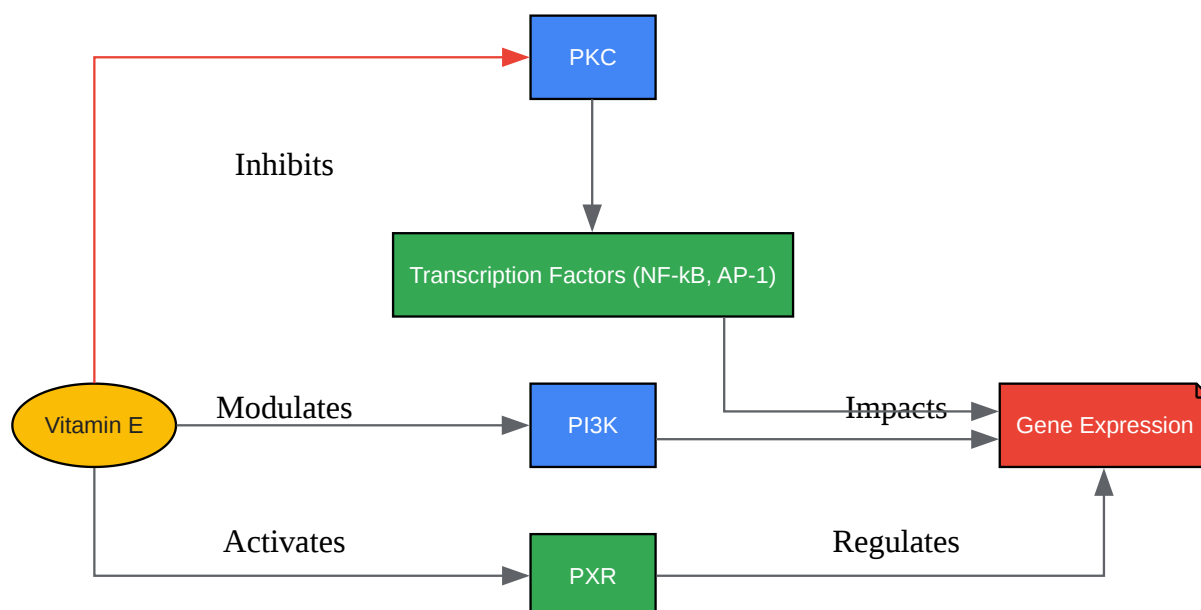 PKC
Inhibits
Transcription Factors (NF-kB, AP-1)
Modulates
Impacts
Vitamin E
PI3K
Gene Expression
Activates
Regulates
PXR